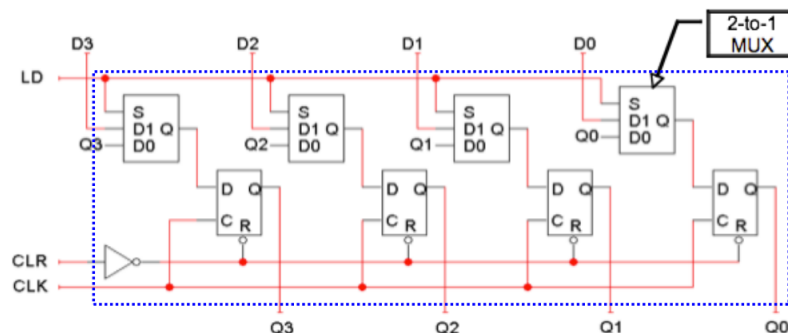 2-to-1
MUX
D3 D2 D1 D0
LD
S S S S
D1 Q D1 Q D1 Q D1 Q
Q3 D0 Q2 D0 Q1 D0 Q0 D0
D Q D Q D Q D Q
C R C R C R C R
CLR
CLK
Q3 Q2 Q1 Q0